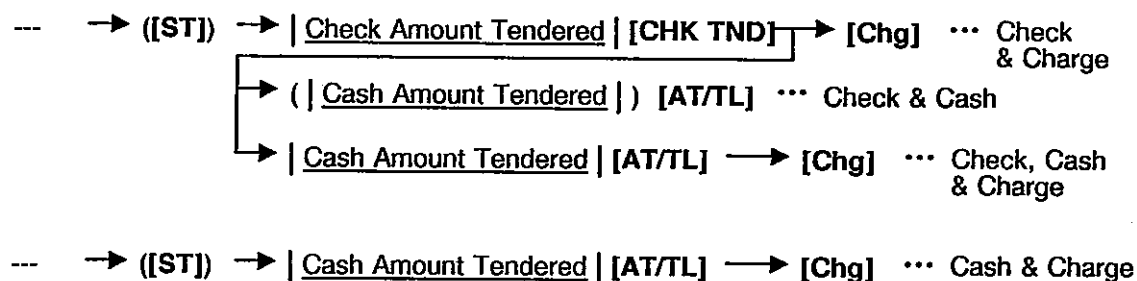 --- ([ST]) | Check Amount Tendered | [CHK TND] [Chg] ··· Check
& Charge
( | Cash Amount Tendered | ) [AT/TL] ··· Check & Cash
| Cash Amount Tendered | [AT/TL] [Chg] ··· Check, Cash
& Charge
--- ([ST]) | Cash Amount Tendered | [AT/TL] [Chg] ··· Cash & Charge